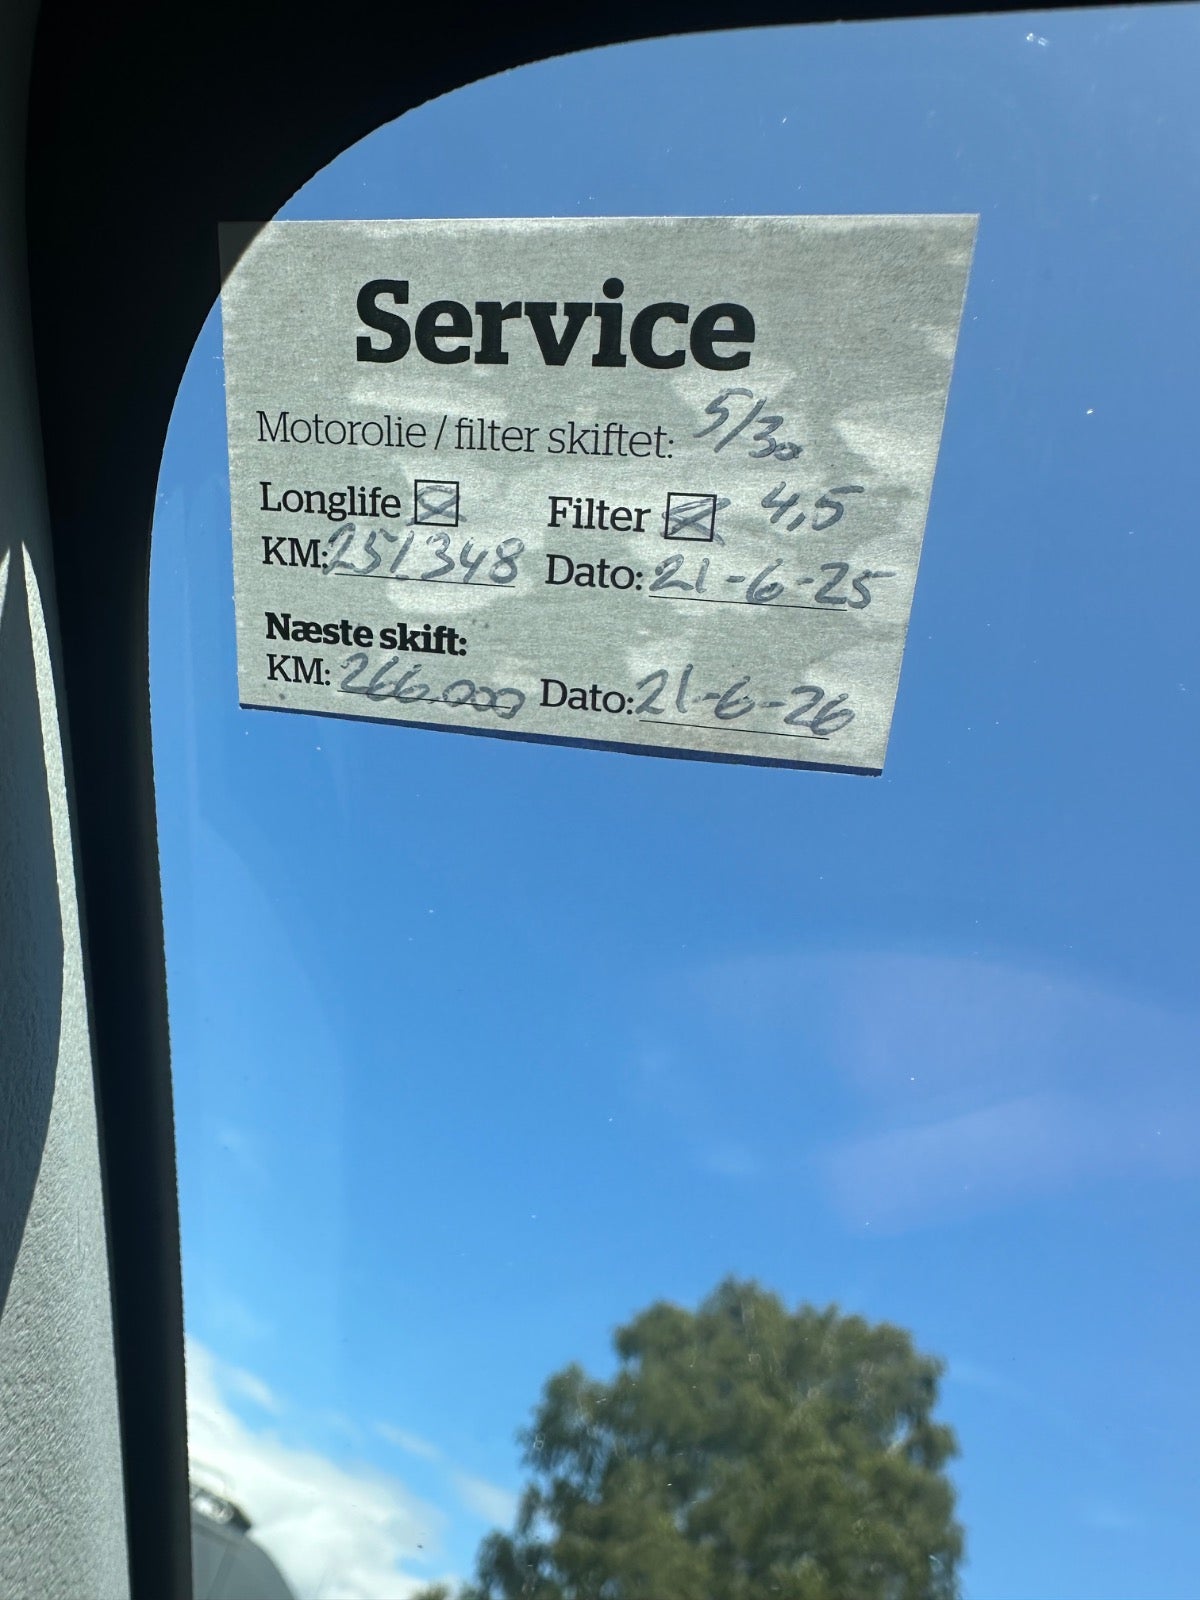 Service
Motorolie / filter skiftet: 5/30
Longlife Filter 4,5
KM: 251348 Dato: 21-6-25
Næste skift:
KM: 266.000 Dato: 21-6-26